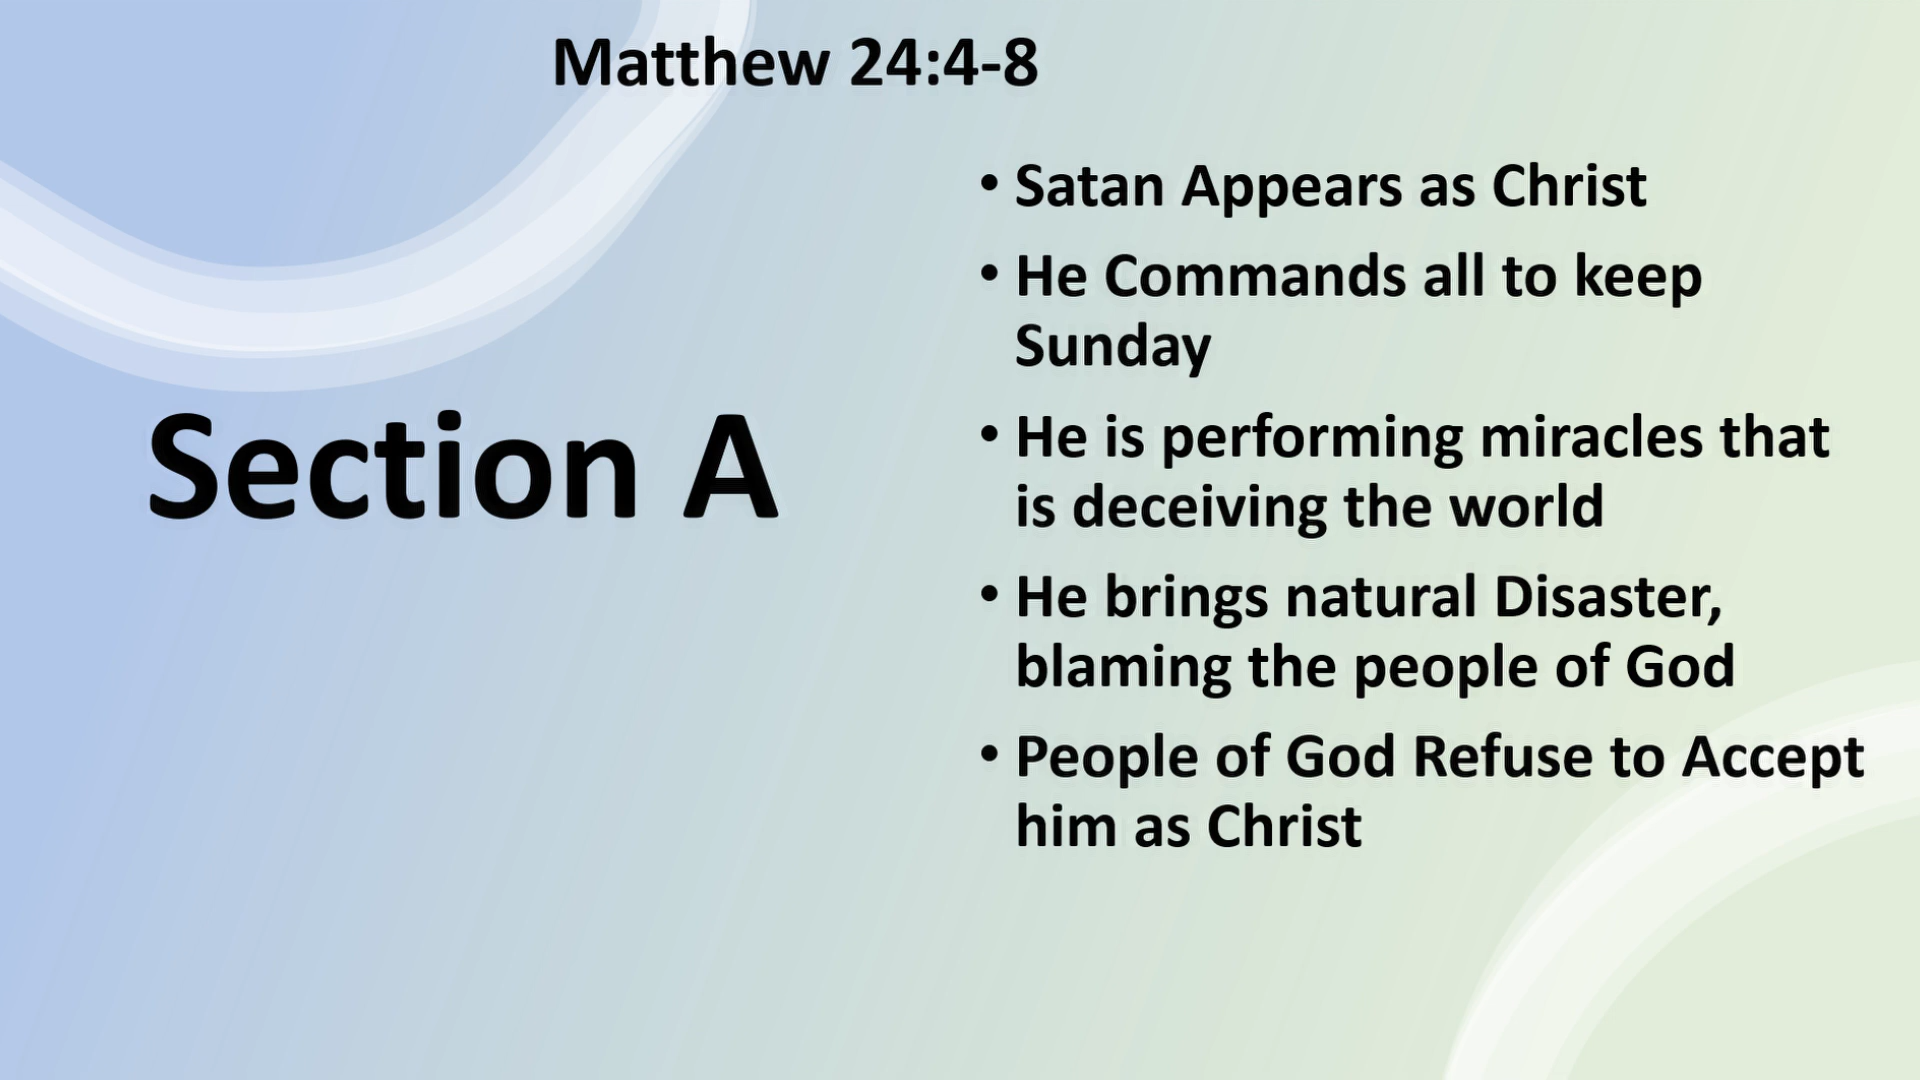 Matthew 24:4-8
Section A
• Satan Appears as Christ
• He Commands all to keep
Sunday
• He is performing miracles that
is deceiving the world
• He brings natural Disaster,
blaming the people of God
• People of God Refuse to Accept
him as Christ